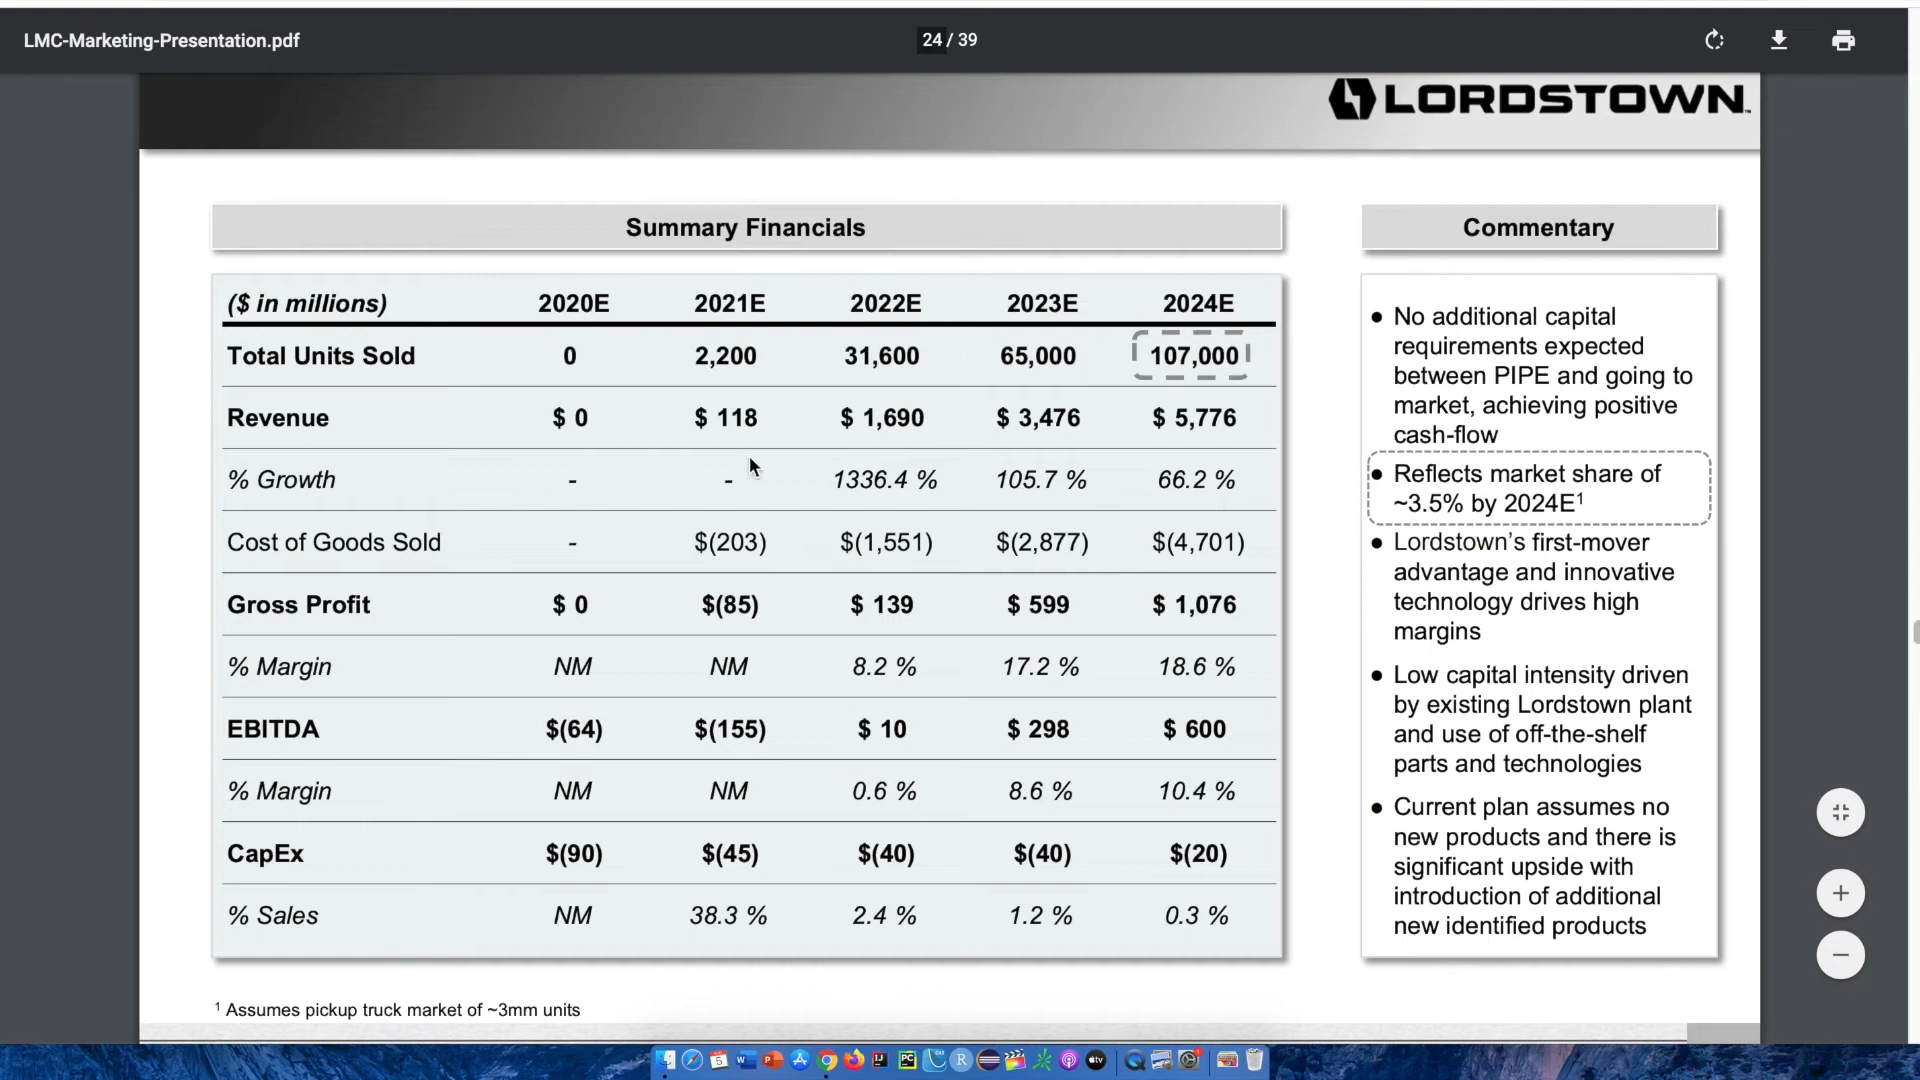 LMC-Marketing-Presentation.pdf
24 / 39
LORDSTOWN™
Summary Financials
($ in millions) 2020E 2021E 2022E 2023E 2024E
Total Units Sold 0 2,200 31,600 65,000 107,000
Revenue $ 0 $ 118 $ 1,690 $ 3,476 $ 5,776
% Growth - - 1336.4 % 105.7 % 66.2 %
Cost of Goods Sold - $(203) $(1,551) $(2,877) $(4,701)
Gross Profit $ 0 $(85) $ 139 $ 599 $ 1,076
% Margin NM NM 8.2 % 17.2 % 18.6 %
EBITDA $(64) $(155) $ 10 $ 298 $ 600
% Margin NM NM 0.6 % 8.6 % 10.4 %
CapEx $(90) $(45) $(40) $(40) $(20)
% Sales NM 38.3 % 2.4 % 1.2 % 0.3 %
Commentary
● No additional capital
requirements expected
between PIPE and going to
market, achieving positive
cash-flow
● Reflects market share of
~3.5% by 2024E¹
● Lordstown's first-mover
advantage and innovative
technology drives high
margins
● Low capital intensity driven
by existing Lordstown plant
and use of off-the-shelf
parts and technologies
● Current plan assumes no
new products and there is
significant upside with
introduction of additional
new identified products
¹ Assumes pickup truck market of ~3mm units